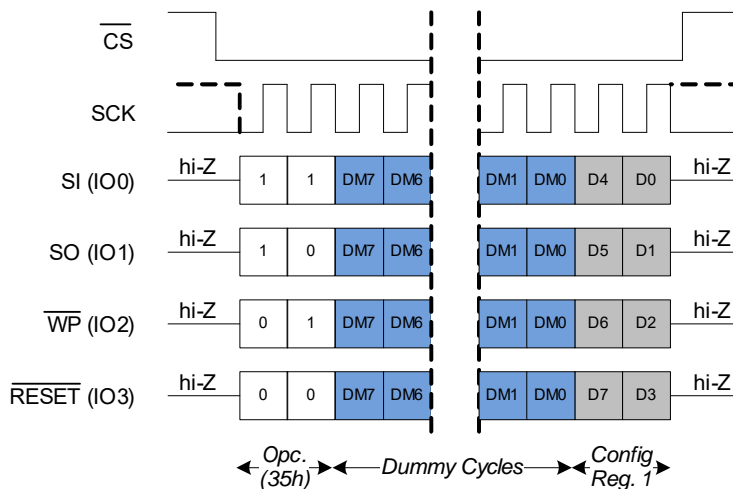 CS
SCK
SI (IO0) hi-Z 1 1 DM7 DM6 DM1 DM0 D4 D0 hi-Z
SO (IO1) hi-Z 1 0 DM7 DM6 DM1 DM0 D5 D1 hi-Z
WP (IO2) hi-Z 0 1 DM7 DM6 DM1 DM0 D6 D2 hi-Z
RESET (IO3) hi-Z 0 0 DM7 DM6 DM1 DM0 D7 D3 hi-Z
Opc. (35h) Dummy Cycles Config Reg. 1